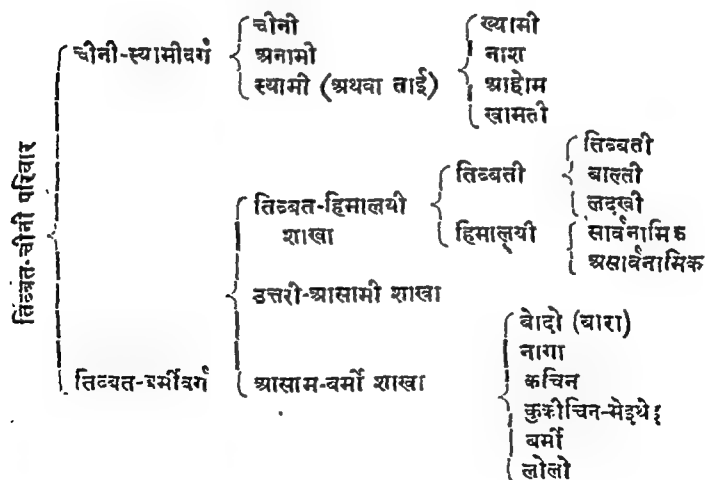 तिब्बत-चीनी परिवार
चीनी-स्यामीवर्ग
चीनी
अनामी
स्यामी (अथवा ताई)
ख्यामी
नाश
आहोम
खामती
तिब्बत-बर्मीवर्ग
तिब्बत-हिमालयी
शाखा
तिब्बती
तिब्बती
बाल्ती
लदखी
हिमालयी
सार्वनामिक
असार्वनामिक
उत्तरी-आसामी शाखा
आसाम-बर्मी शाखा
बोदो (बारा)
नागा
कचिन
कुकीचिन-मेइथेइ
बर्मी
लोलो